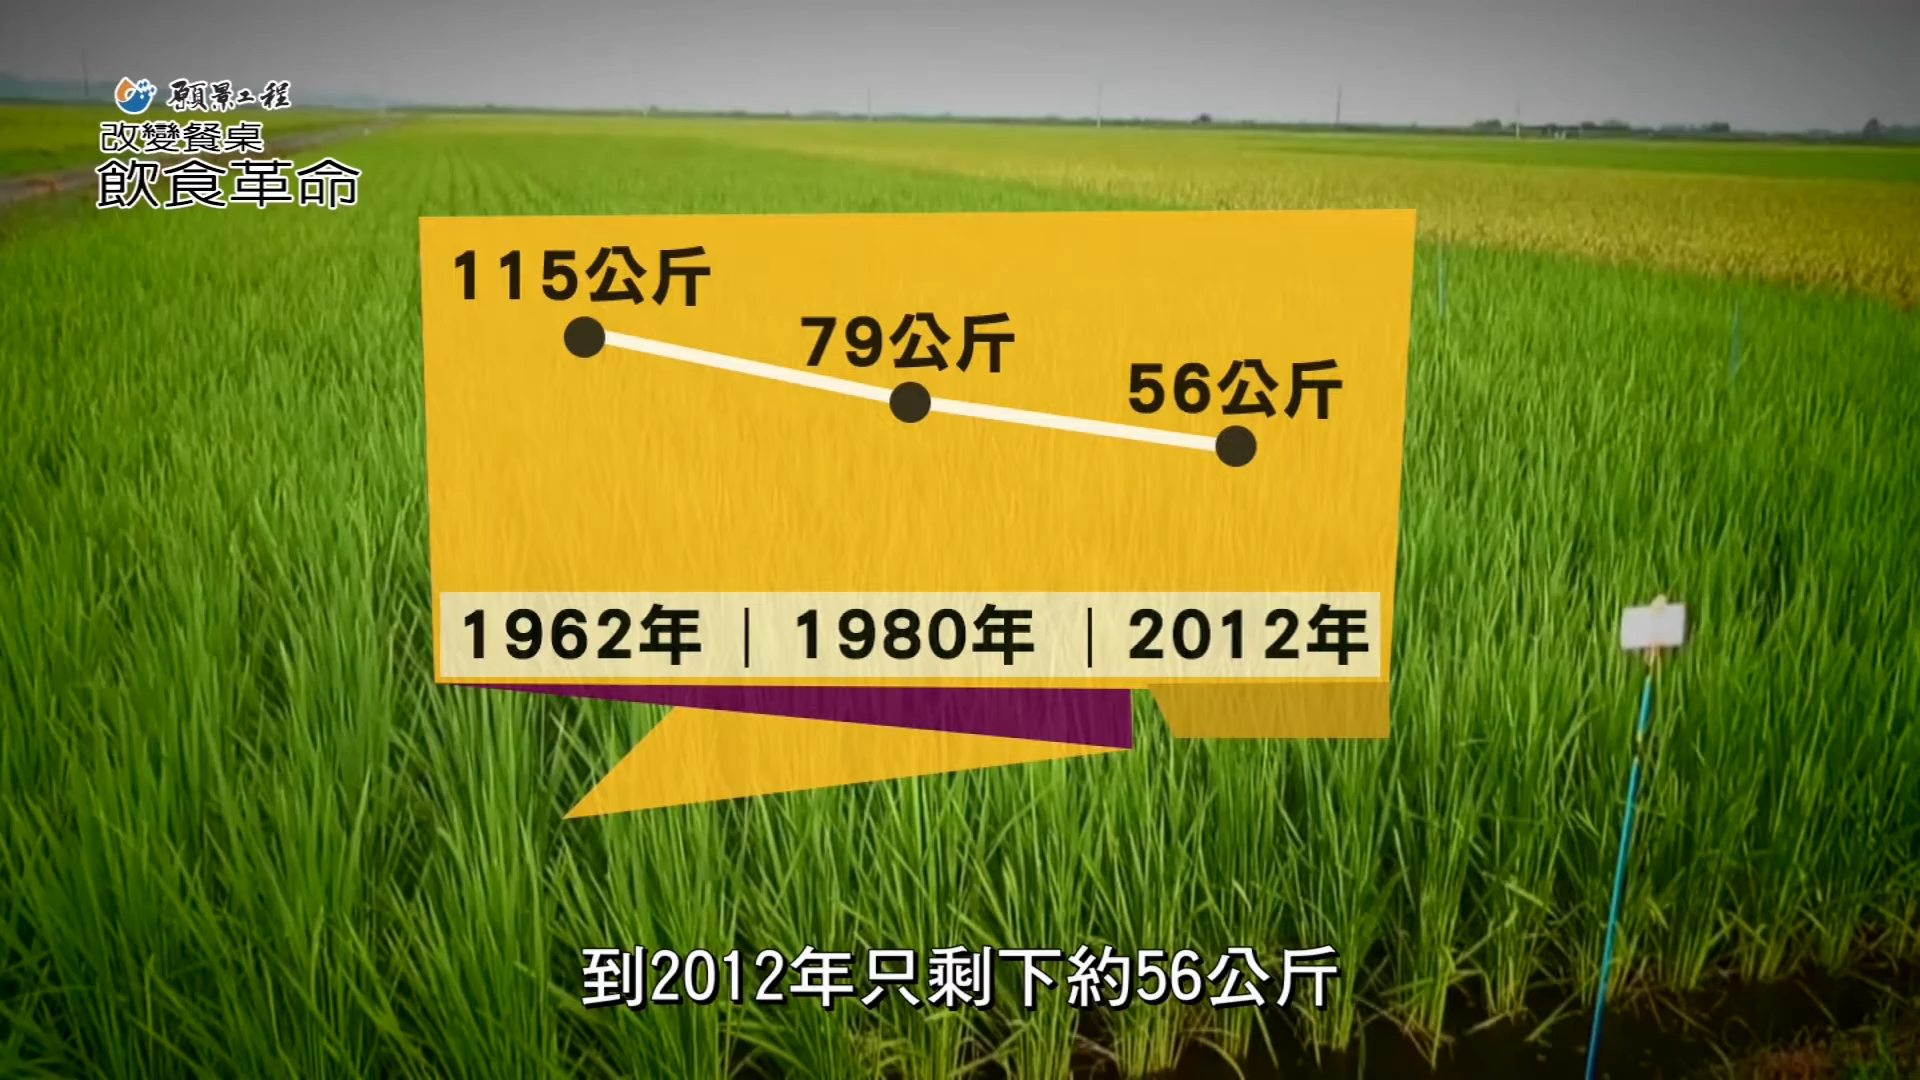 願景工程
改變餐桌
飲食革命
115公斤
79公斤
56公斤
1962年｜1980年｜2012年
到2012年只剩下約56公斤